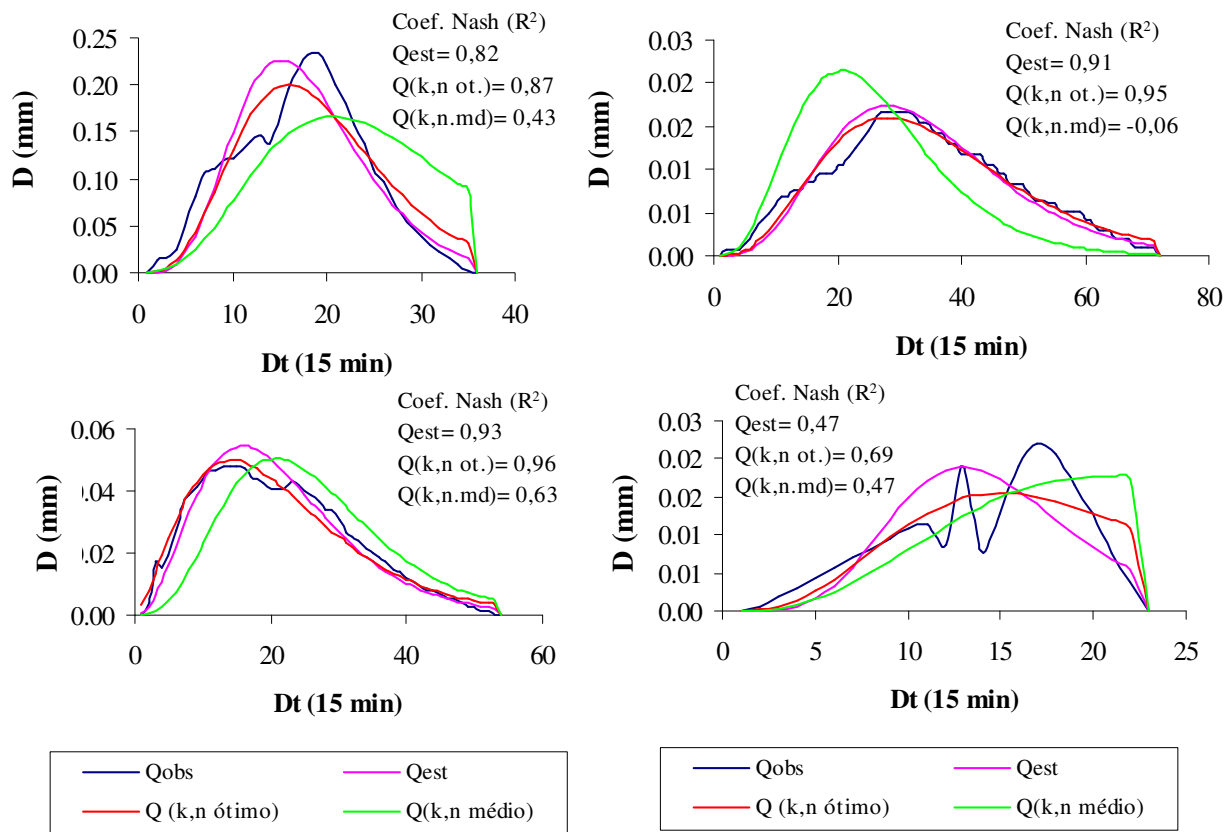 Coef. Nash (R²)
Qest= 0,82
Q(k,n ot.)= 0,87
Q(k,n.md)= 0,43
0.25
0.20
0.15
0.10
0.05
0.00
D (mm)
0 10 20 30 40
Dt (15 min)
Coef. Nash (R²)
Qest= 0,91
Q(k,n ot.)= 0,95
Q(k,n.md)= -0,06
0.03
0.02
0.02
0.01
0.01
0.00
D (mm)
0 20 40 60 80
Dt (15 min)
Coef. Nash (R²)
Qest= 0,93
Q(k,n ot.)= 0,96
Q(k,n.md)= 0,63
0.06
0.04
0.02
0.00
D (mm)
0 20 40 60
Dt (15 min)
Coef. Nash (R²)
Qest= 0,47
Q(k,n ot.)= 0,69
Q(k,n.md)= 0,47
0.03
0.02
0.02
0.01
0.01
0.00
D (mm)
0 5 10 15 20 25
Dt (15 min)
Qobs Qest
Q (k,n ótimo) Q(k,n médio)
Qobs Qest
Q (k,n ótimo) Q(k,n médio)